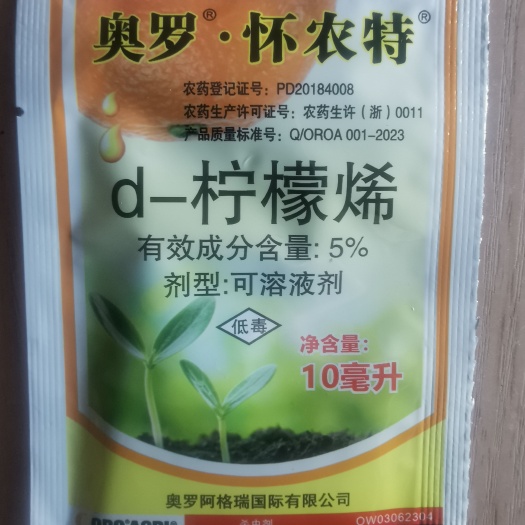 奥罗®·怀农特®
农药登记证号：PD20184008
农药生产许可证号：农药生许（浙）0011
产品质量标准号：Q/OROA 001-2023
d-柠檬烯
有效成分含量：5%
剂型：可溶液剂
低毒
净含量：
10毫升
奥罗阿格瑞国际有限公司
OW03062304